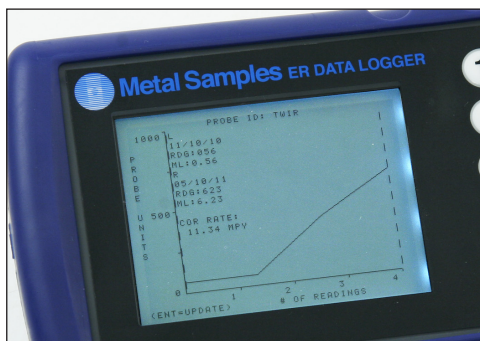 Metal Samples ER DATA LOGGER
PROBE ID: TWIR
1000
L
11/10/10
RDG:056
ML:0.56
R
05/10/11
RDG:623
ML:6.23
PROBE UNITS
500
COR RATE:
11.34 MPY
0
1 2 3 4
(ENT=UPDATE) # OF READINGS